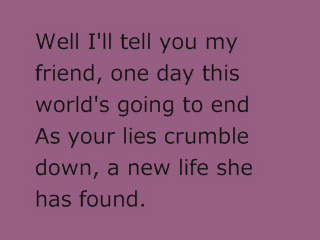 Well I'll tell you my
friend, one day this
world's going to end
As your lies crumble
down, a new life she
has found.